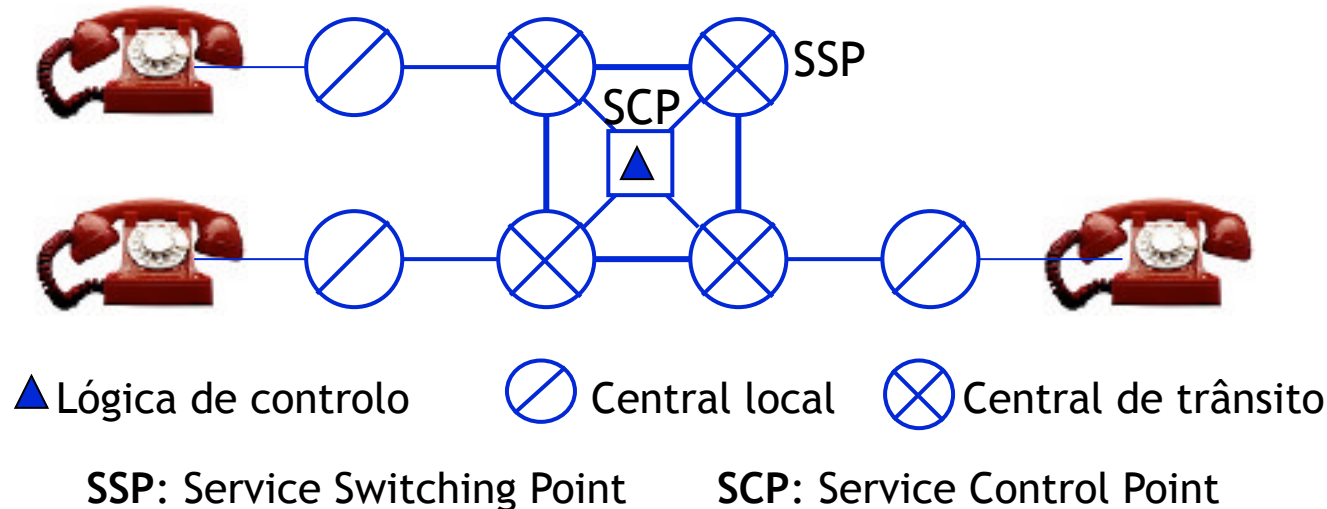 SSP
SCP
Lógica de controlo
Central local
Central de trânsito
SSP: Service Switching Point
SCP: Service Control Point